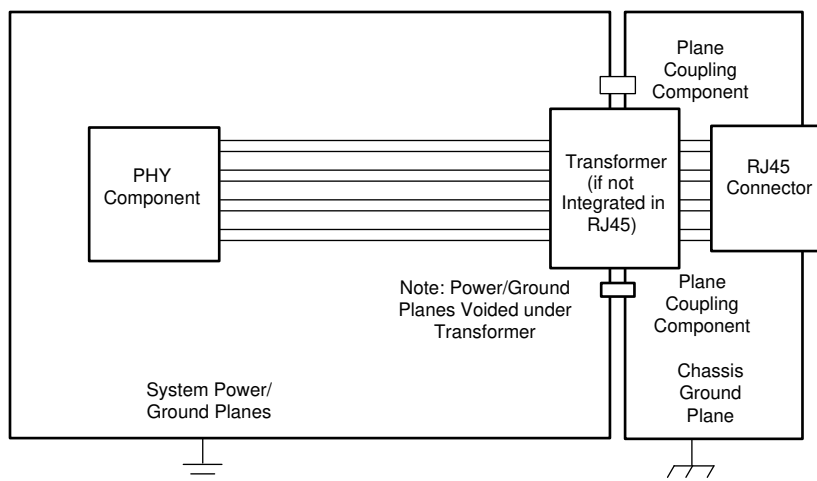 Plane
Coupling
Component
PHY
Component
Transformer
(if not
Integrated in
RJ45)
RJ45
Connector
Note: Power/Ground
Planes Voided under
Transformer
Plane
Coupling
Component
System Power/
Ground Planes
Chassis
Ground
Plane